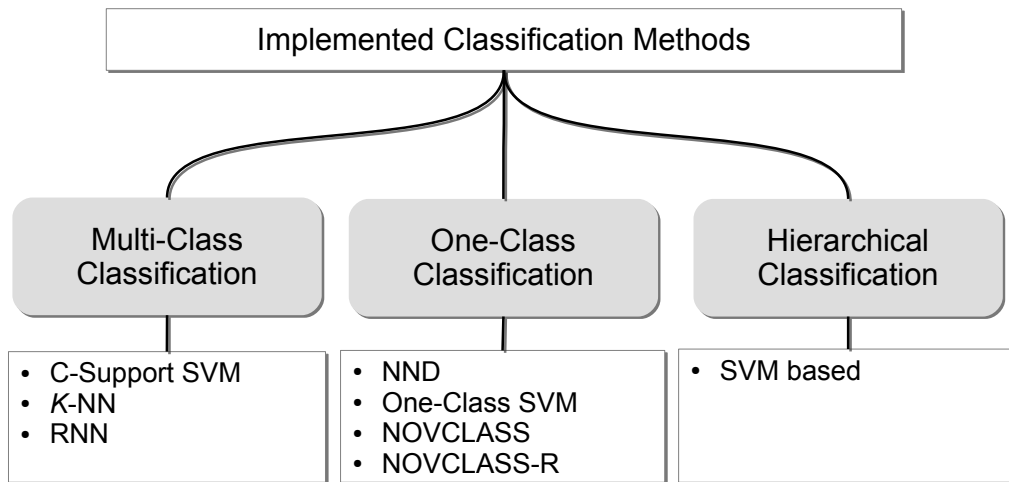 Implemented Classification Methods
Multi-Class
Classification
One-Class
Classification
Hierarchical
Classification
• C-Support SVM
• K-NN
• RNN
• NND
• One-Class SVM
• NOVCLASS
• NOVCLASS-R
• SVM based